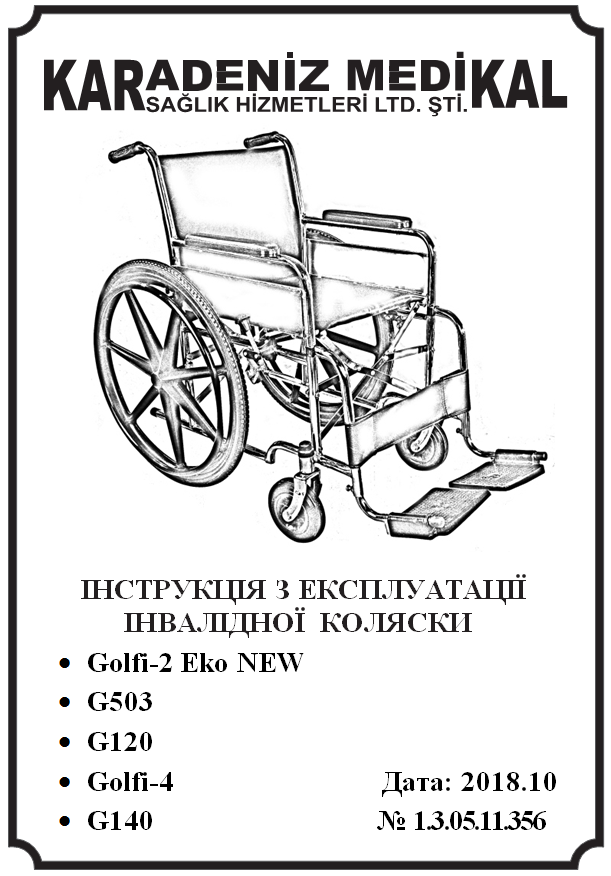 KARADENİZ MEDİKAL
SAĞLIK HİZMETLERİ LTD. ŞTİ.
ІНСТРУКЦІЯ З ЕКСПЛУАТАЦІЇ
ІНВАЛІДНОЇ КОЛЯСКИ
• Golfi-2 Eko NEW
• G503
• G120
• Golfi-4 Дата: 2018.10
• G140 № 1.3.05.11.356